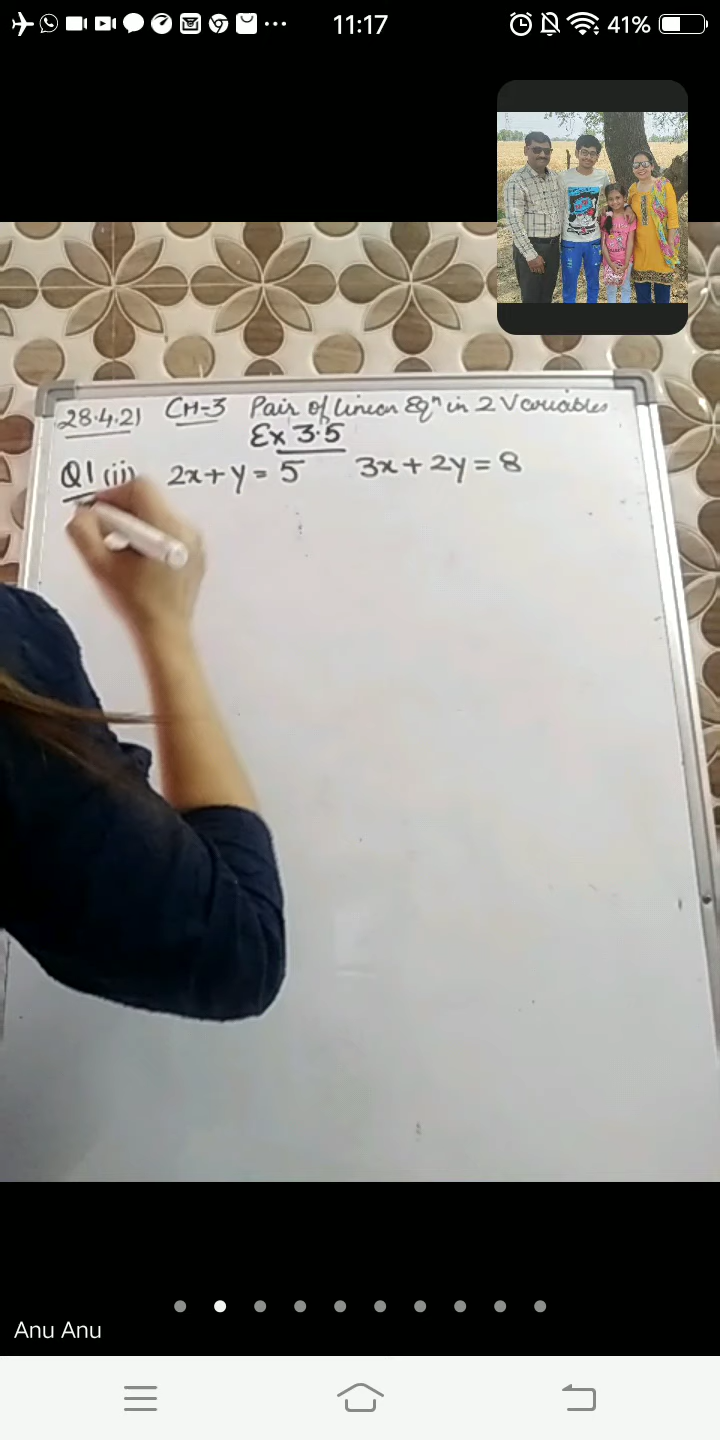 11:17
41%
28.4.21 CH-3 Pair of linear Eqⁿ in 2 Variables
Ex 3.5
Q1 (ii) 2x+y = 5 3x+2y = 8
Anu Anu